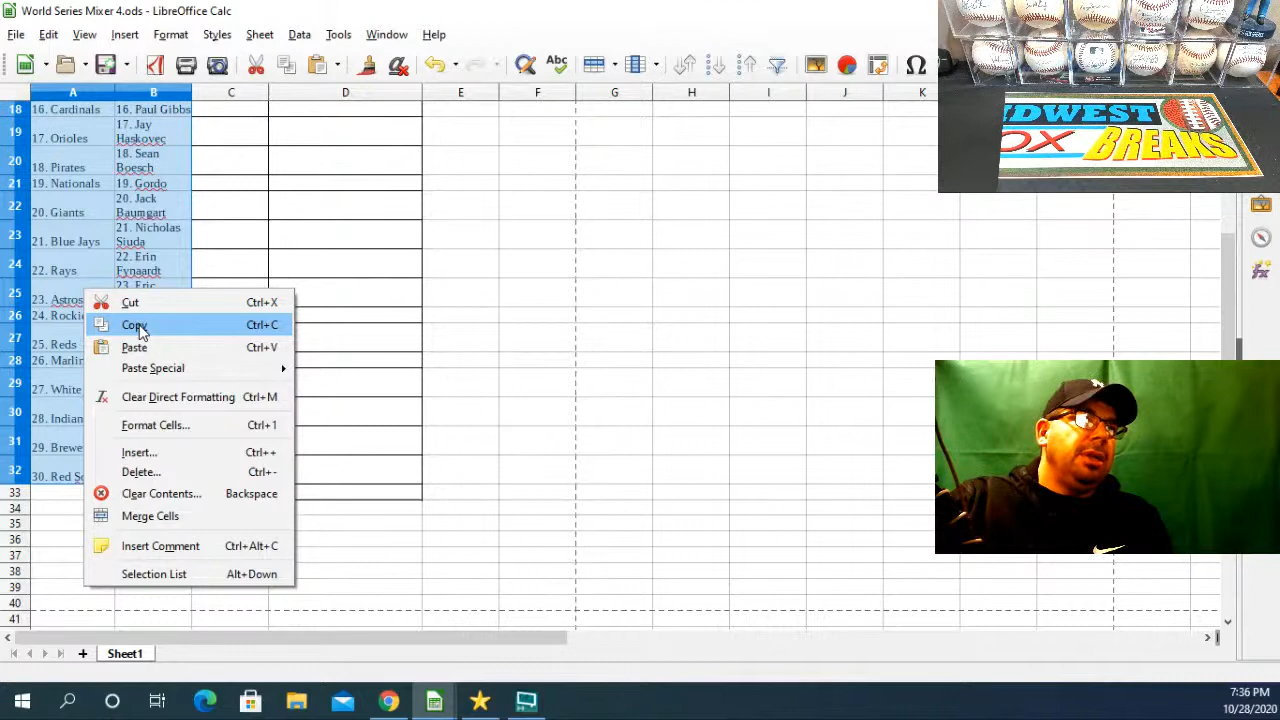 World Series Mixer 4.ods - LibreOffice Calc
File Edit View Insert Format Styles Sheet Data Tools Window Help
Abc
A B C D E F G H I J K
18 16. Cardinals 16. Paul Gibbs
19 17. Orioles 17. Jay
Haskovec
20 18. Pirates 18. Sean
Boesch
21 19. Nationals 19. Gordo
22 20. Giants 20. Jack
Baumgart
23 21. Blue Jays 21. Nicholas
Siuda
24 22. Rays 22. Erin
Fynaardt
25 23. Astros 23. Eric
26 24. Rockie
27 25. Reds
28 26. Marlin
29 27. White
30 28. Indian
31 29. Brewe
32 30. Red So
33
34
35
36
37
38
39
40
41
Cut Ctrl+X
Copy Ctrl+C
Paste Ctrl+V
Paste Special
Clear Direct Formatting Ctrl+M
Format Cells... Ctrl+1
Insert... Ctrl++
Delete... Ctrl+-
Clear Contents... Backspace
Merge Cells
Insert Comment Ctrl+Alt+C
Selection List Alt+Down
IDWEST
OX BREAKS
Sheet1
7:36 PM
10/28/2020